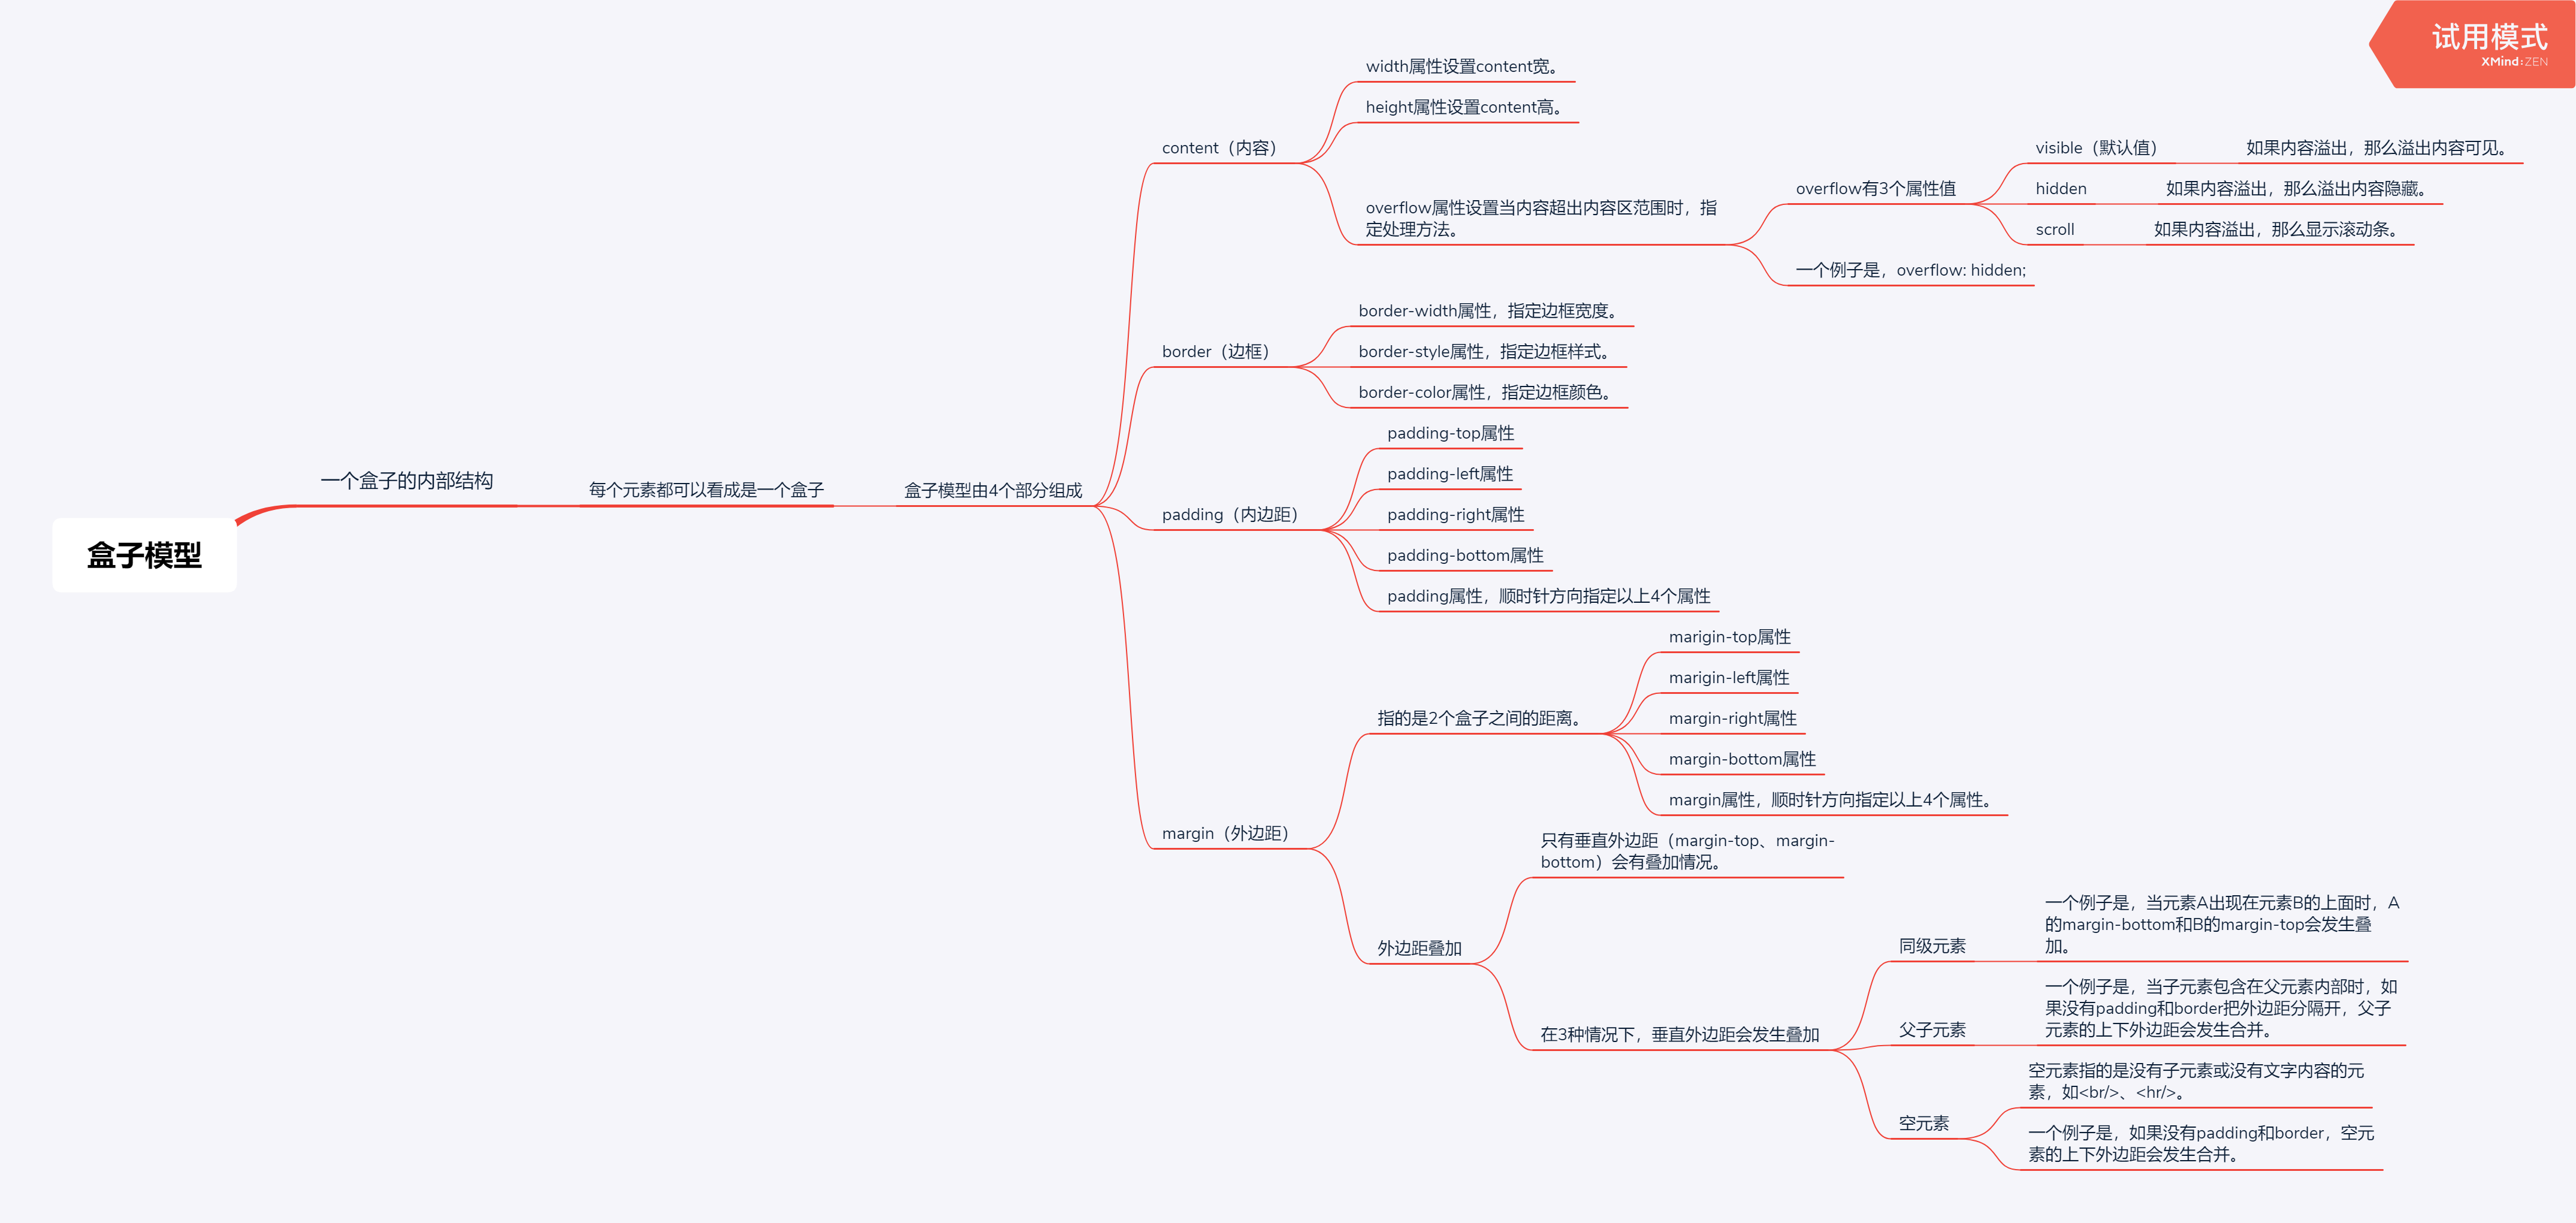 试用模式
XMind:ZEN
盒子模型
一个盒子的内部结构
每个元素都可以看成是一个盒子
盒子模型由4个部分组成
content（内容）
width属性设置content宽。
height属性设置content高。
overflow属性设置当内容超出内容区范围时，指
定处理方法。
overflow有3个属性值
visible（默认值）
如果内容溢出，那么溢出内容可见。
hidden
如果内容溢出，那么溢出内容隐藏。
scroll
如果内容溢出，那么显示滚动条。
一个例子是，overflow: hidden;
border（边框）
border-width属性，指定边框宽度。
border-style属性，指定边框样式。
border-color属性，指定边框颜色。
padding（内边距）
padding-top属性
padding-left属性
padding-right属性
padding-bottom属性
padding属性，顺时针方向指定以上4个属性
margin（外边距）
指的是2个盒子之间的距离。
marigin-top属性
marigin-left属性
margin-right属性
margin-bottom属性
margin属性，顺时针方向指定以上4个属性。
外边距叠加
只有垂直外边距（margin-top、margin-
bottom）会有叠加情况。
在3种情况下，垂直外边距会发生叠加
同级元素
一个例子是，当元素A出现在元素B的上面时，A
的margin-bottom和B的margin-top会发生叠
加。
父子元素
一个例子是，当子元素包含在父元素内部时，如
果没有padding和border把外边距分隔开，父子
元素的上下外边距会发生合并。
空元素
空元素指的是没有子元素或没有文字内容的元
素，如<br/>、<hr/>。
一个例子是，如果没有padding和border，空元
素的上下外边距会发生合并。